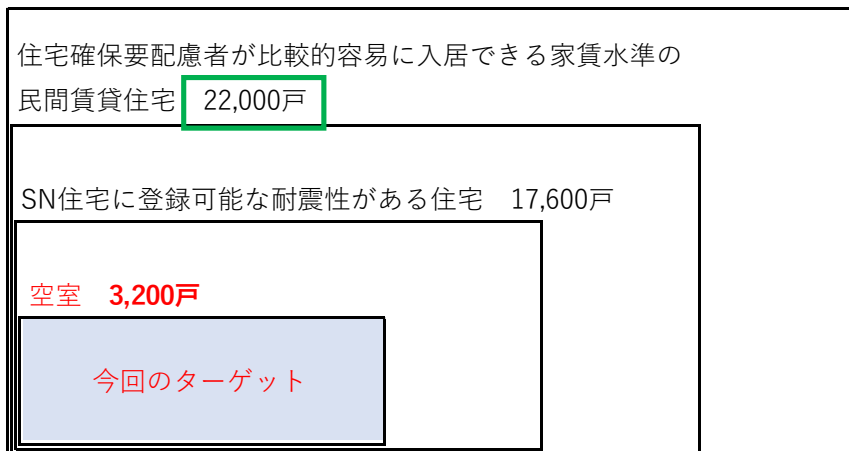 住宅確保要配慮者が比較的容易に入居できる家賃水準の
民間賃貸住宅　22,000戸
SN住宅に登録可能な耐震性がある住宅　17,600戸
空室　3,200戸
今回のターゲット